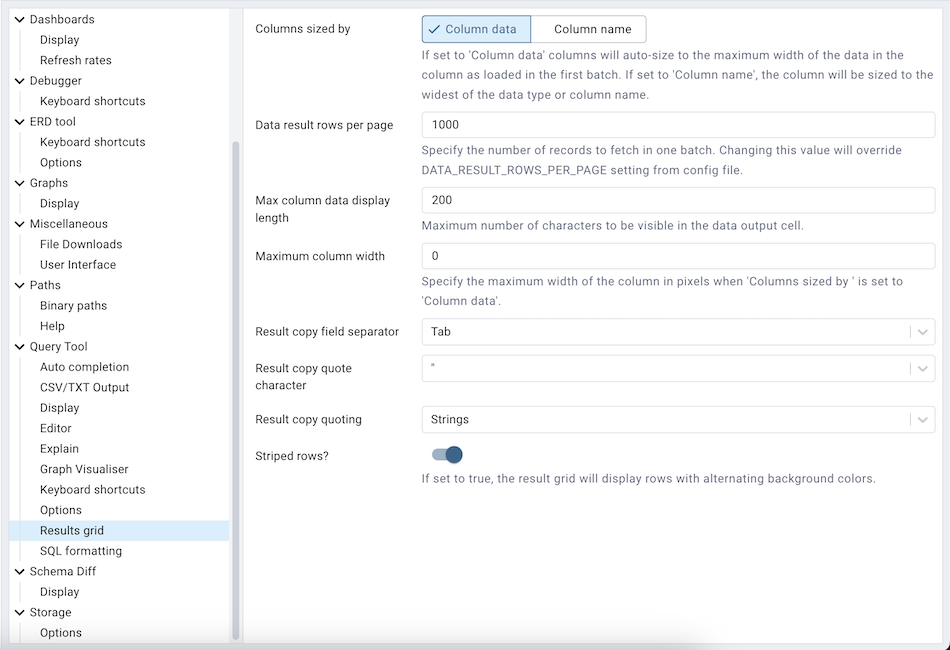 Dashboards
Display
Refresh rates
Debugger
Keyboard shortcuts
ERD tool
Keyboard shortcuts
Options
Graphs
Display
Miscellaneous
File Downloads
User Interface
Paths
Binary paths
Help
Query Tool
Auto completion
CSV/TXT Output
Display
Editor
Explain
Graph Visualiser
Keyboard shortcuts
Options
Results grid
SQL formatting
Schema Diff
Display
Storage
Options
Columns sized by
Column data
Column name
If set to 'Column data' columns will auto-size to the maximum width of the data in the
column as loaded in the first batch. If set to 'Column name', the column will be sized to the
widest of the data type or column name.
Data result rows per page
1000
Specify the number of records to fetch in one batch. Changing this value will override
DATA_RESULT_ROWS_PER_PAGE setting from config file.
Max column data display
length
200
Maximum number of characters to be visible in the data output cell.
Maximum column width
0
Specify the maximum width of the column in pixels when 'Columns sized by ' is set to
'Column data'.
Result copy field separator
Tab
Result copy quote
character
"
Result copy quoting
Strings
Striped rows?
If set to true, the result grid will display rows with alternating background colors.